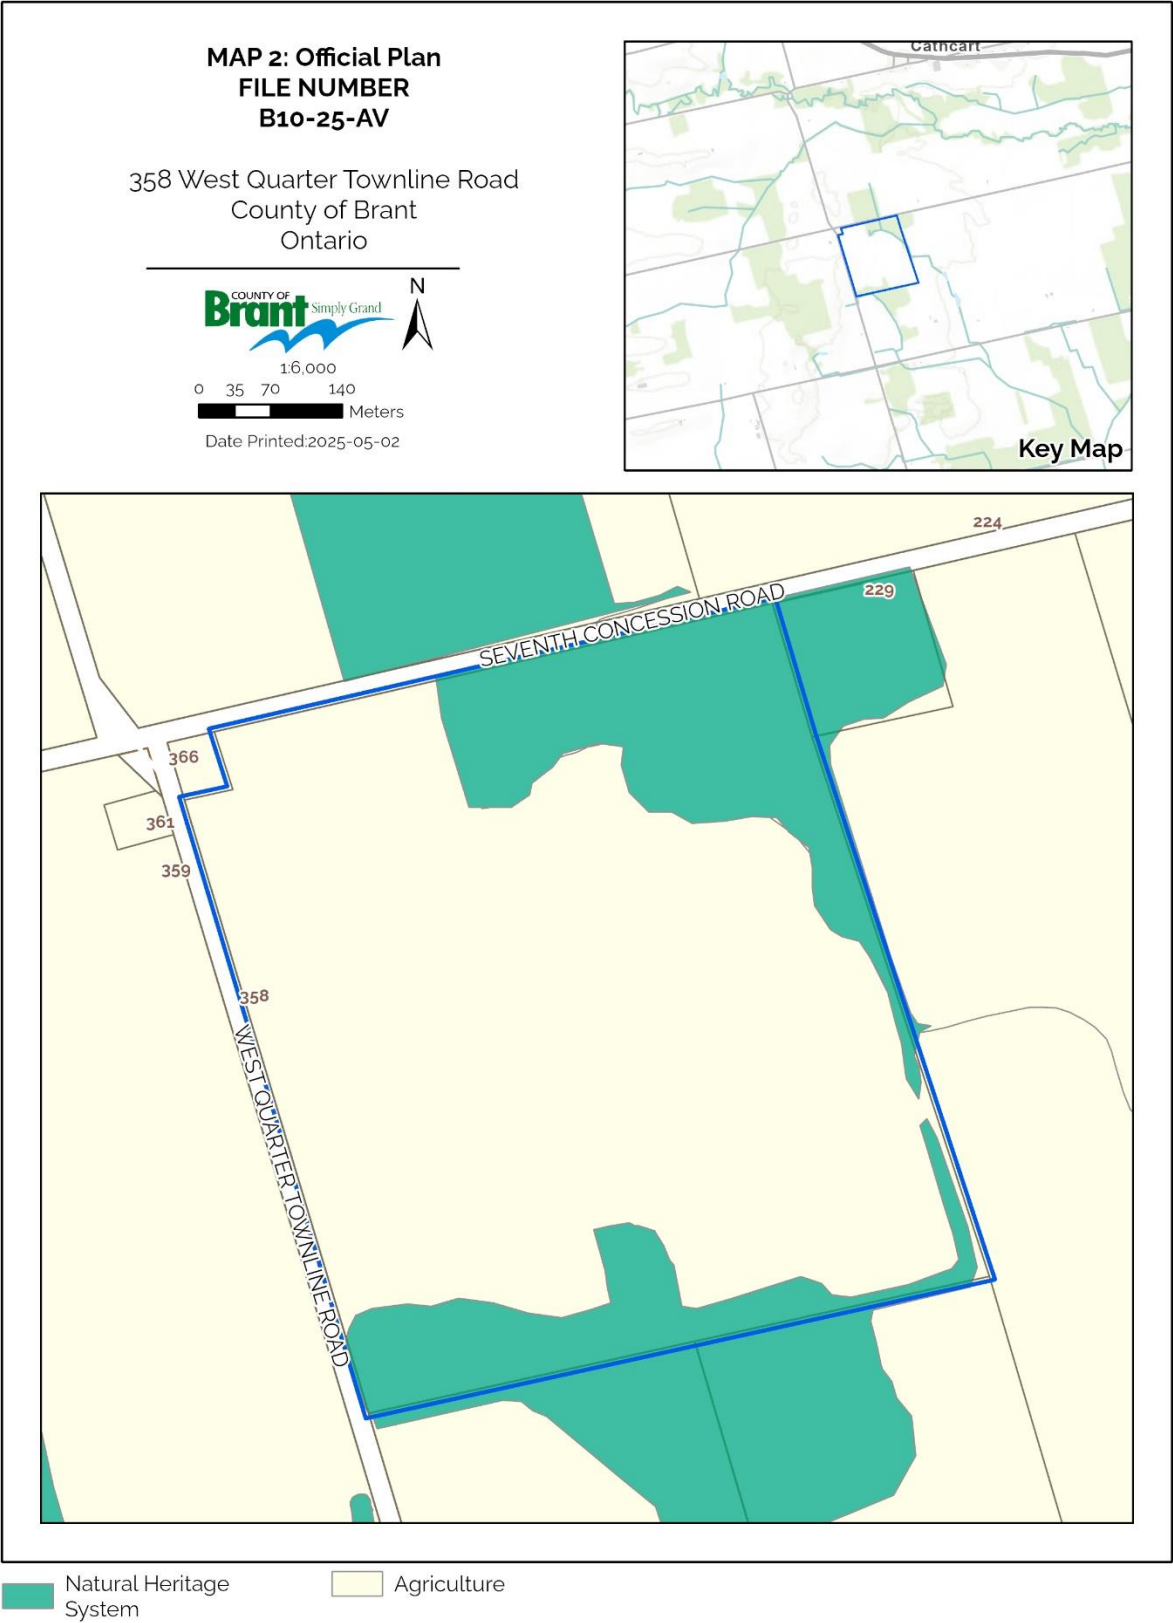 MAP 2: Official Plan
FILE NUMBER
B10-25-AV
358 West Quarter Townline Road
County of Brant
Ontario
COUNTY OF
Brant Simply Grand
N
1:6,000
0 35 70 140
Meters
Date Printed:2025-05-02
Cathcart
Key Map
224
229
SEVENTH CONCESSION ROAD
366
361
359
358
WEST QUARTER TOWNLINE ROAD
Natural Heritage
System
Agriculture